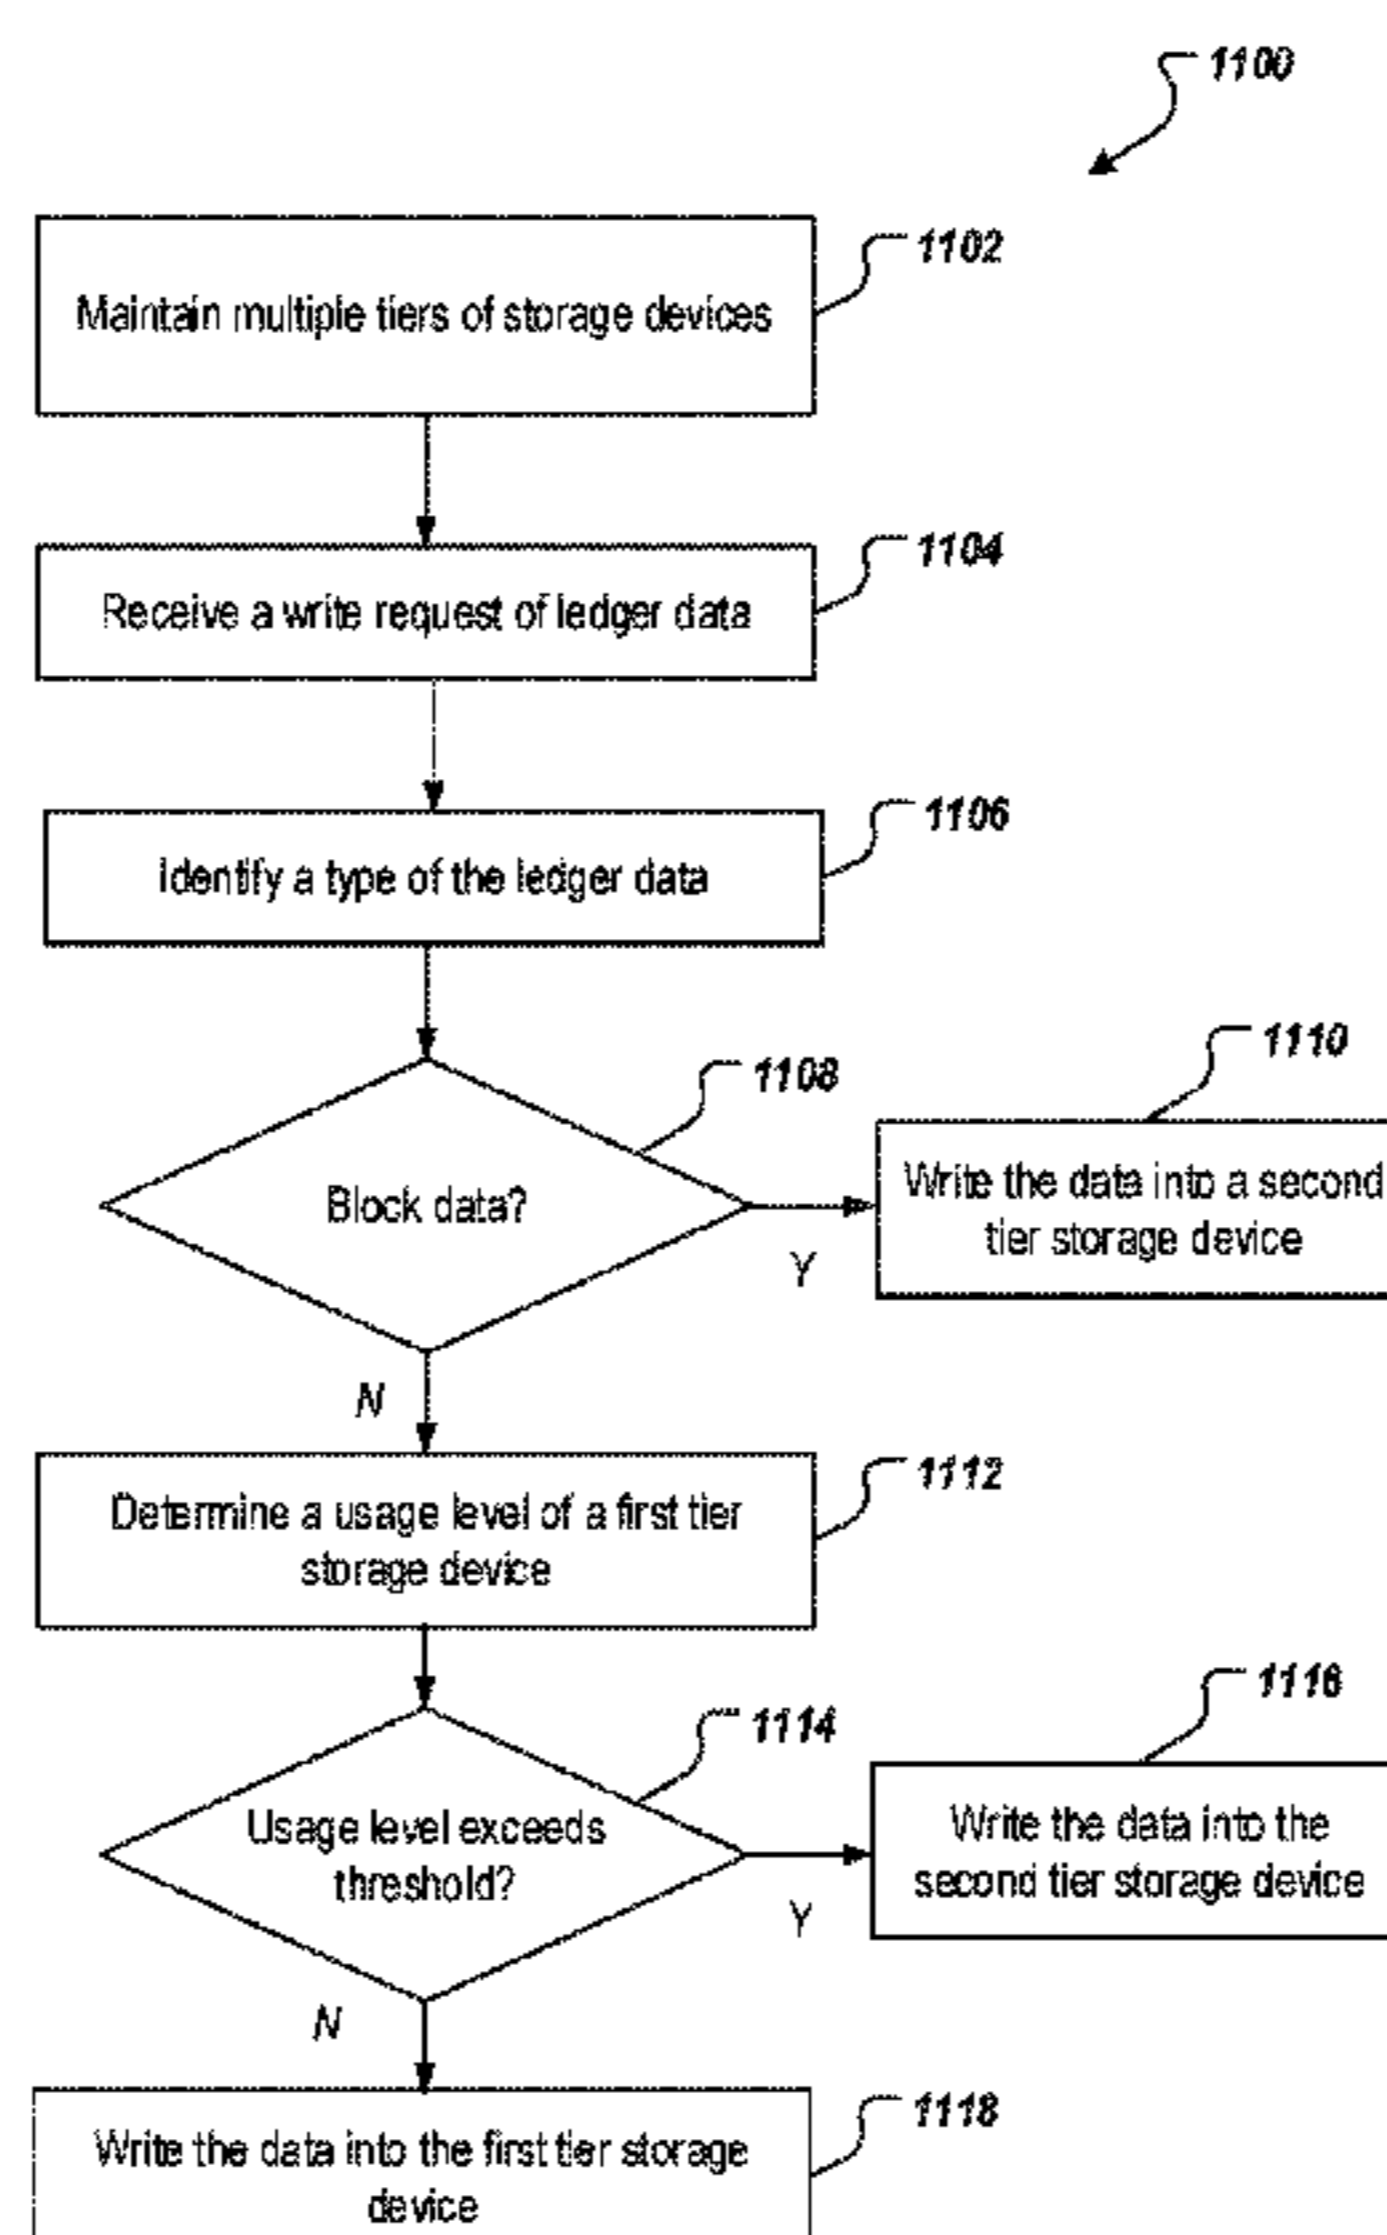 1100
1102
Maintain multiple tiers of storage devices
1104
Receive a write request of ledger data
1106
Identify a type of the ledger data
1108
Block data?
1110
Write the data into a second
tier storage device
Y
N
1112
Determine a usage level of a first tier
storage device
1114
Usage level exceeds
threshold?
1116
Write the data into the
second tier storage device
Y
N
1118
Write the data into the first tier storage
device